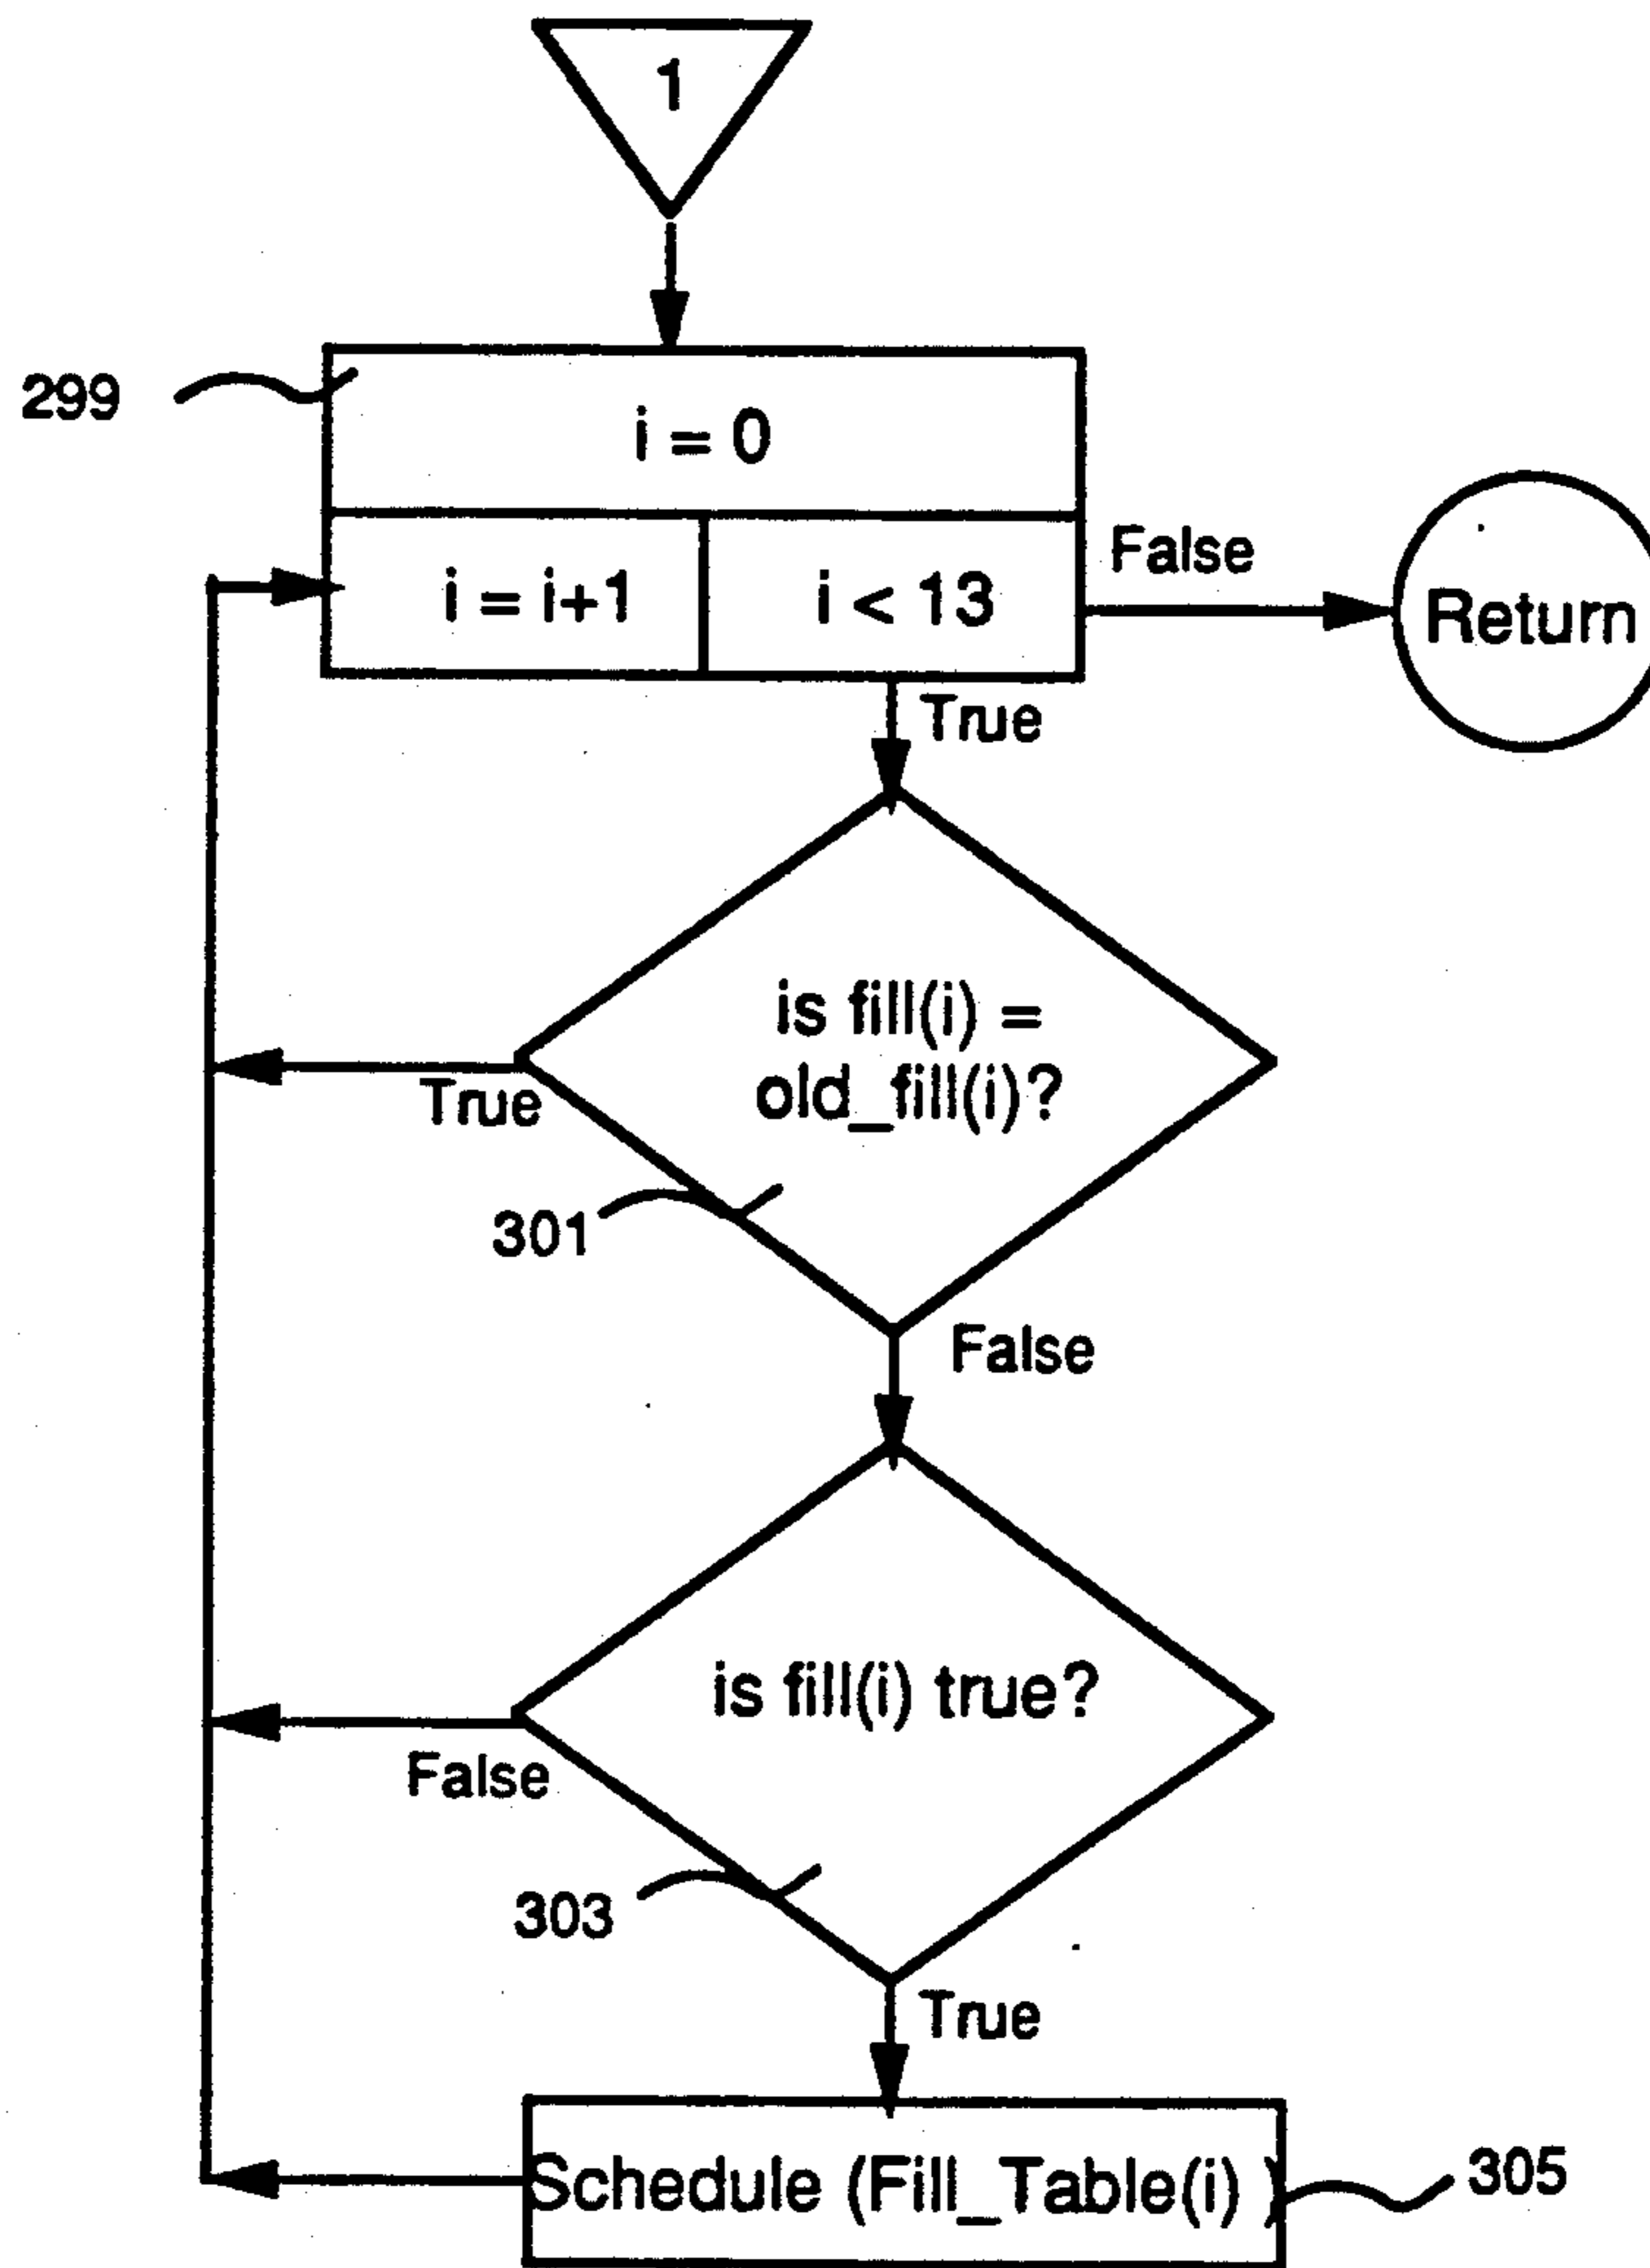 1
299
i = 0
i = i+1
i < 13
False
Return
True
is fill(i) =
old_fill(i)?
True
301
False
is fill(i) true?
False
303
True
Schedule (Fill_Table(i) )
305